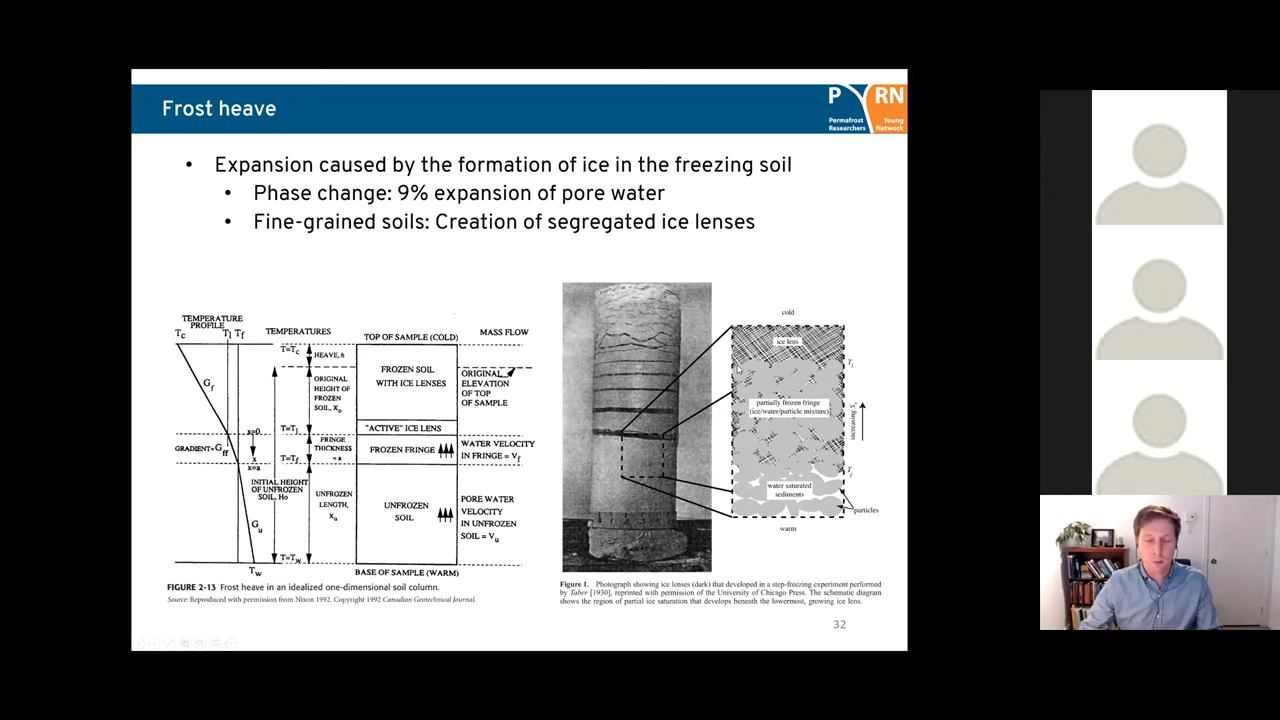 Frost heave
P RN
Permafrost Young
Researchers Network
• Expansion caused by the formation of ice in the freezing soil
• Phase change: 9% expansion of pore water
• Fine-grained soils: Creation of segregated ice lenses
TEMPERATURE
PROFILE
Tc Tl Tf
TEMPERATURES
TOP OF SAMPLE (COLD)
MASS FLOW
T=Tc
HEAVE, h
FROZEN SOIL
WITH ICE LENSES
ORIGINAL
ELEVATION
OF TOP
OF SAMPLE
Gf
ORIGINAL
HEIGHT OF
FROZEN
SOIL, Xo
T=Tl
"ACTIVE" ICE LENS
x=0
GRADIENT=Gff
x
x=a
FRINGE
THICKNESS
= a
T=Tf
FROZEN FRINGE
WATER VELOCITY
IN FRINGE = Vf
INITIAL HEIGHT
OF UNFROZEN
SOIL, Ho
UNFROZEN
LENGTH,
Xu
UNFROZEN
SOIL
PORE WATER
VELOCITY
IN UNFROZEN
SOIL = Vu
Gu
T=Tw
Tw
BASE OF SAMPLE (WARM)
FIGURE 2-13 Frost heave in an idealized one-dimensional soil column.
Source: Reproduced with permission from Nixon 1992. Copyright 1992 Canadian Geotechnical Journal.
cold
ice lens
Tl
partially frozen fringe
(ice/water/particle mixture)
increasing
Tf
water saturated
sediments
particles
warm
Figure 1. Photograph showing ice lenses (dark) that developed in a step-freezing experiment performed
by Taber [1930], reprinted with permission of the University of Chicago Press. The schematic diagram
shows the region of partial ice saturation that develops beneath the lowermost, growing ice lens.
32